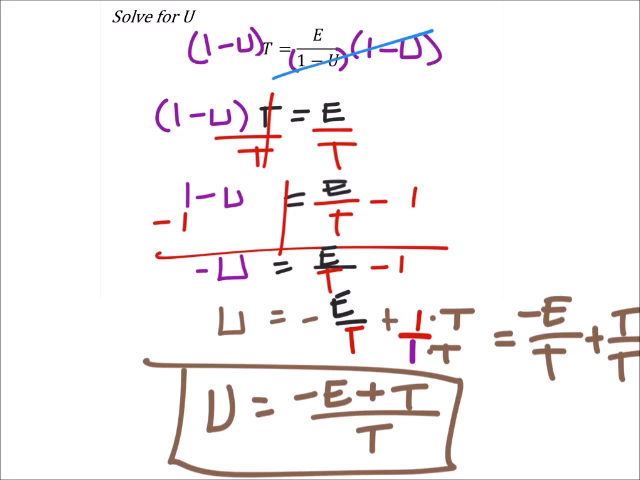 Solve for U
(1-U) T = E/(1-U) (1-U)
(1-U) T / T = E / T
1-U = E/T - 1
-1
-U = E/T - 1
U = - E/T + 1/1 · T/T = -E/T + T/T
U = (-E+T)/T